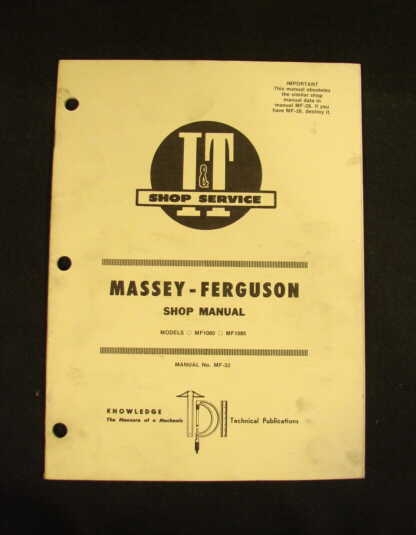 IMPORTANT
This manual obsoletes
the similar shop
manual data in
manual MF-28. If you
have MF-28, destroy it.
I&T
SHOP SERVICE
MASSEY-FERGUSON
SHOP MANUAL
MODELS MF1080 MF1085
MANUAL No. MF-32
KNOWLEDGE
The Measure of a Mechanic
TPI
Technical Publications